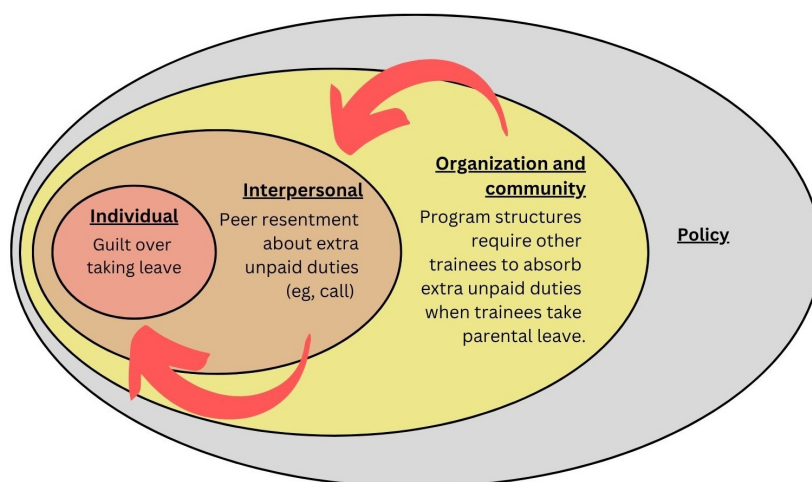 Individual
Guilt over
taking leave
Interpersonal
Peer resentment
about extra
unpaid duties
(eg, call)
Organization and
community
Program structures
require other
trainees to absorb
extra unpaid duties
when trainees take
parental leave.
Policy